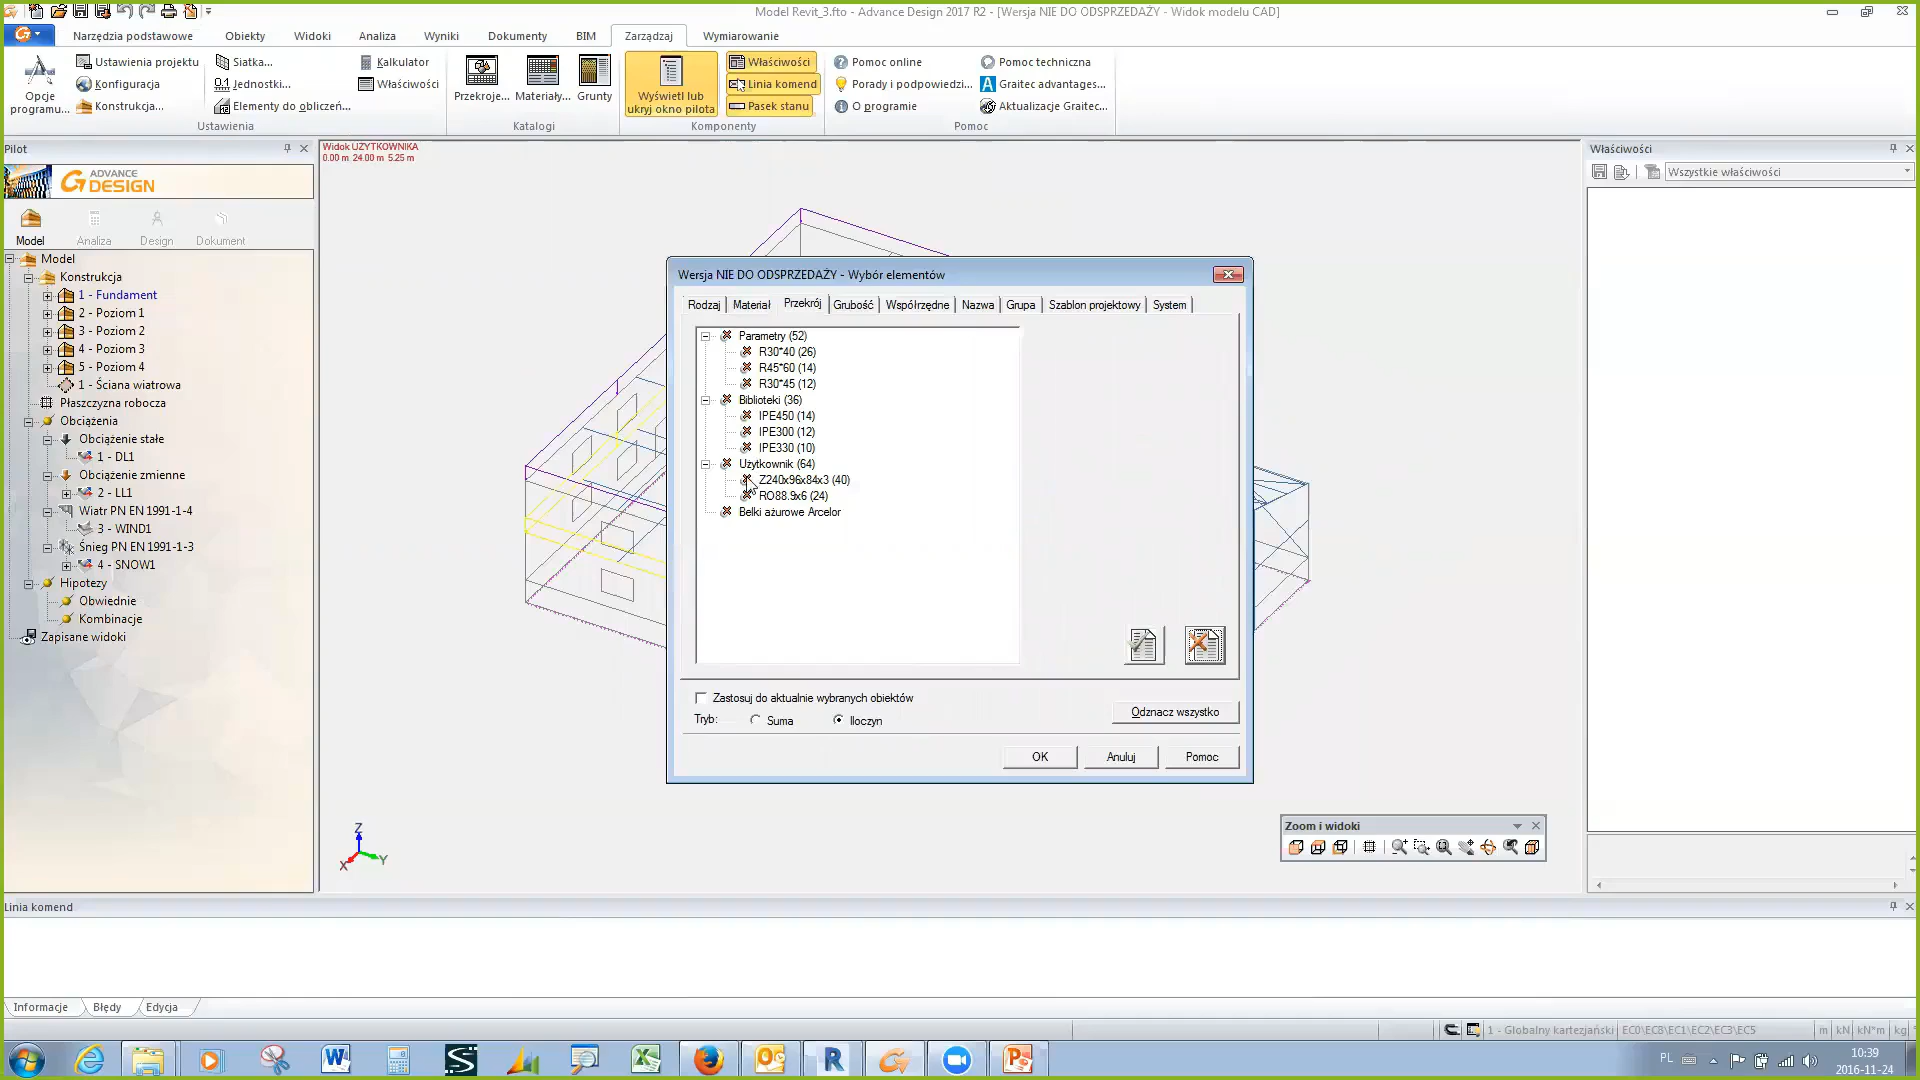 Model Revit_3.fto - Advance Design 2017 R2 - [Wersja NIE DO ODSPRZEDAŻY - Widok modelu CAD]
Narzędzia podstawowe Obiekty Widoki Analiza Wyniki Dokumenty BIM Zarządzaj Wymiarowanie
Opcje programu...
Ustawienia projektu
Konfiguracja
Konstrukcja...
Siatka...
Jednostki...
Elementy do obliczeń...
Kalkulator
Właściwości
Ustawienia
Przekroje... Materiały... Grunty
Katalogi
Wyświetl lub
ukryj okno pilota
Właściwości
Linia komend
Pasek stanu
Komponenty
Pomoc online
Porady i podpowiedzi...
O programie
Pomoc techniczna
Graitec advantages...
Aktualizacje Graitec...
Pomoc
Pilot
ADVANCE
DESIGN
Model Analiza Design Dokument
Model
Konstrukcja
1 - Fundament
2 - Poziom 1
3 - Poziom 2
4 - Poziom 3
5 - Poziom 4
1 - Ściana wiatrowa
Płaszczyzna robocza
Obciążenia
Obciążenie stałe
1 - DL1
Obciążenie zmienne
2 - LL1
Wiatr PN EN 1991-1-4
3 - WIND1
Śnieg PN EN 1991-1-3
4 - SNOW1
Hipotezy
Obwiednie
Kombinacje
Zapisane widoki
Widok UŻYTKOWNIKA
0.00 m 24.00 m 5.25 m
Z
Y
X
Wersja NIE DO ODSPRZEDAŻY - Wybór elementów
Rodzaj Materiał Przekrój Grubość Współrzędne Nazwa Grupa Szablon projektowy System
Parametry (52)
R30*40 (26)
R45*60 (14)
R30*45 (12)
Biblioteki (36)
IPE450 (14)
IPE300 (12)
IPE330 (10)
Użytkownik (64)
Z240x96x84x3 (40)
RO88.9x6 (24)
Belki ażurowe Arcelor
Zastosuj do aktualnie wybranych obiektów
Tryb: Suma Iloczyn
Odznacz wszystko
OK Anuluj Pomoc
Właściwości
Wszystkie właściwości
Zoom i widoki
Linia komend
Informacje Błędy Edycja
1 - Globalny kartezjański EC0\EC8\EC1\EC2\EC3\EC5 m kN kN*m kg
PL
10:39
2016-11-24